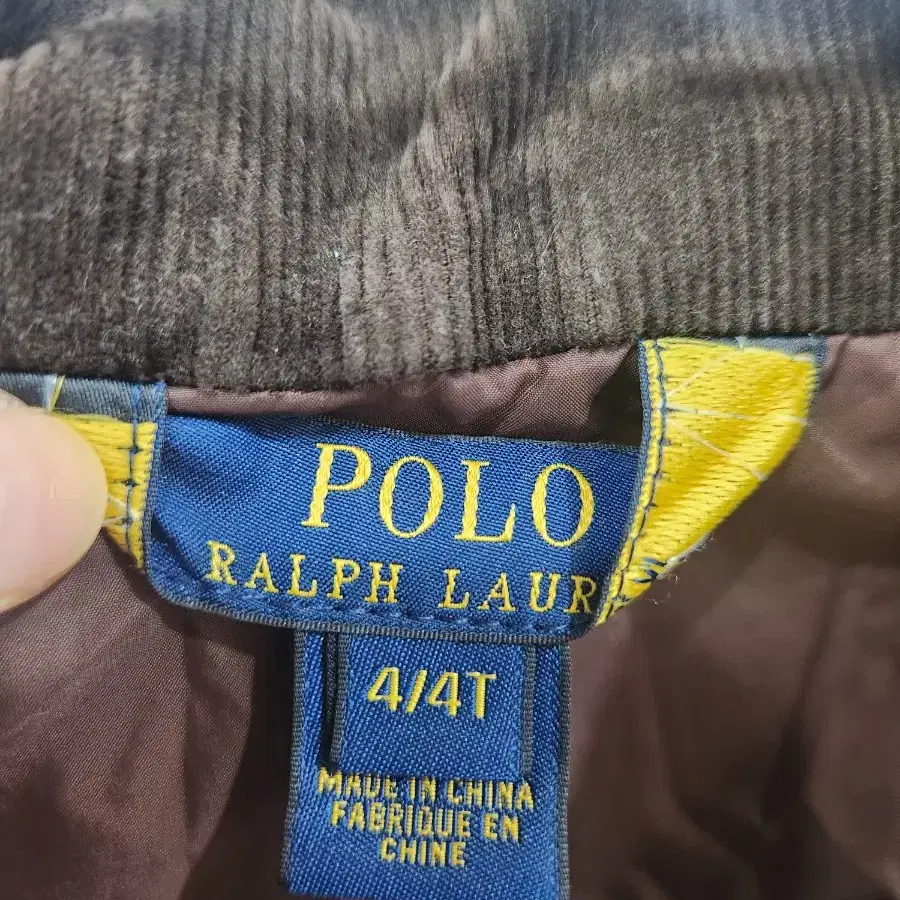 POLO
RALPH LAUR
4/4T
MADE IN CHINA
FABRIQUE EN
CHINE